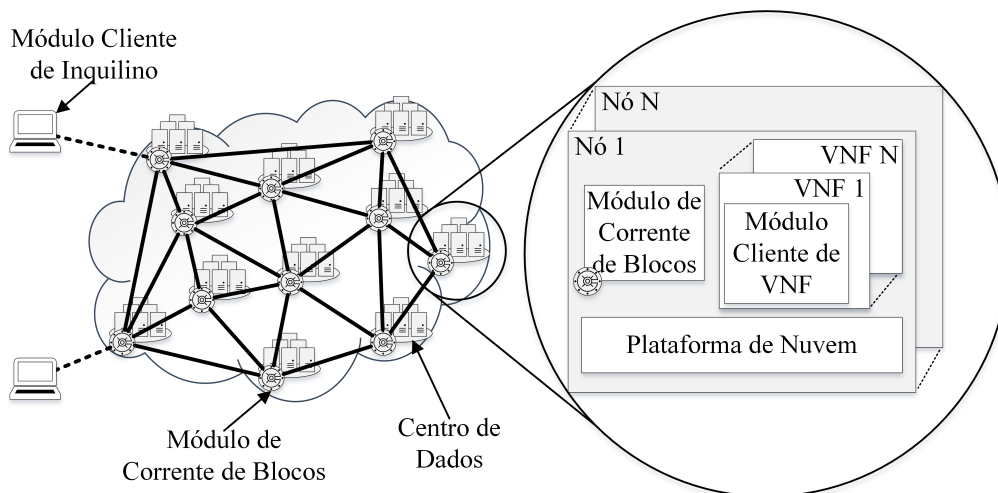 Módulo Cliente
de Inquilino
Módulo de
Corrente de Blocos
Centro de
Dados
Nó N
Nó 1
VNF N
VNF 1
Módulo de
Corrente
de Blocos
Módulo
Cliente de
VNF
Plataforma de Nuvem